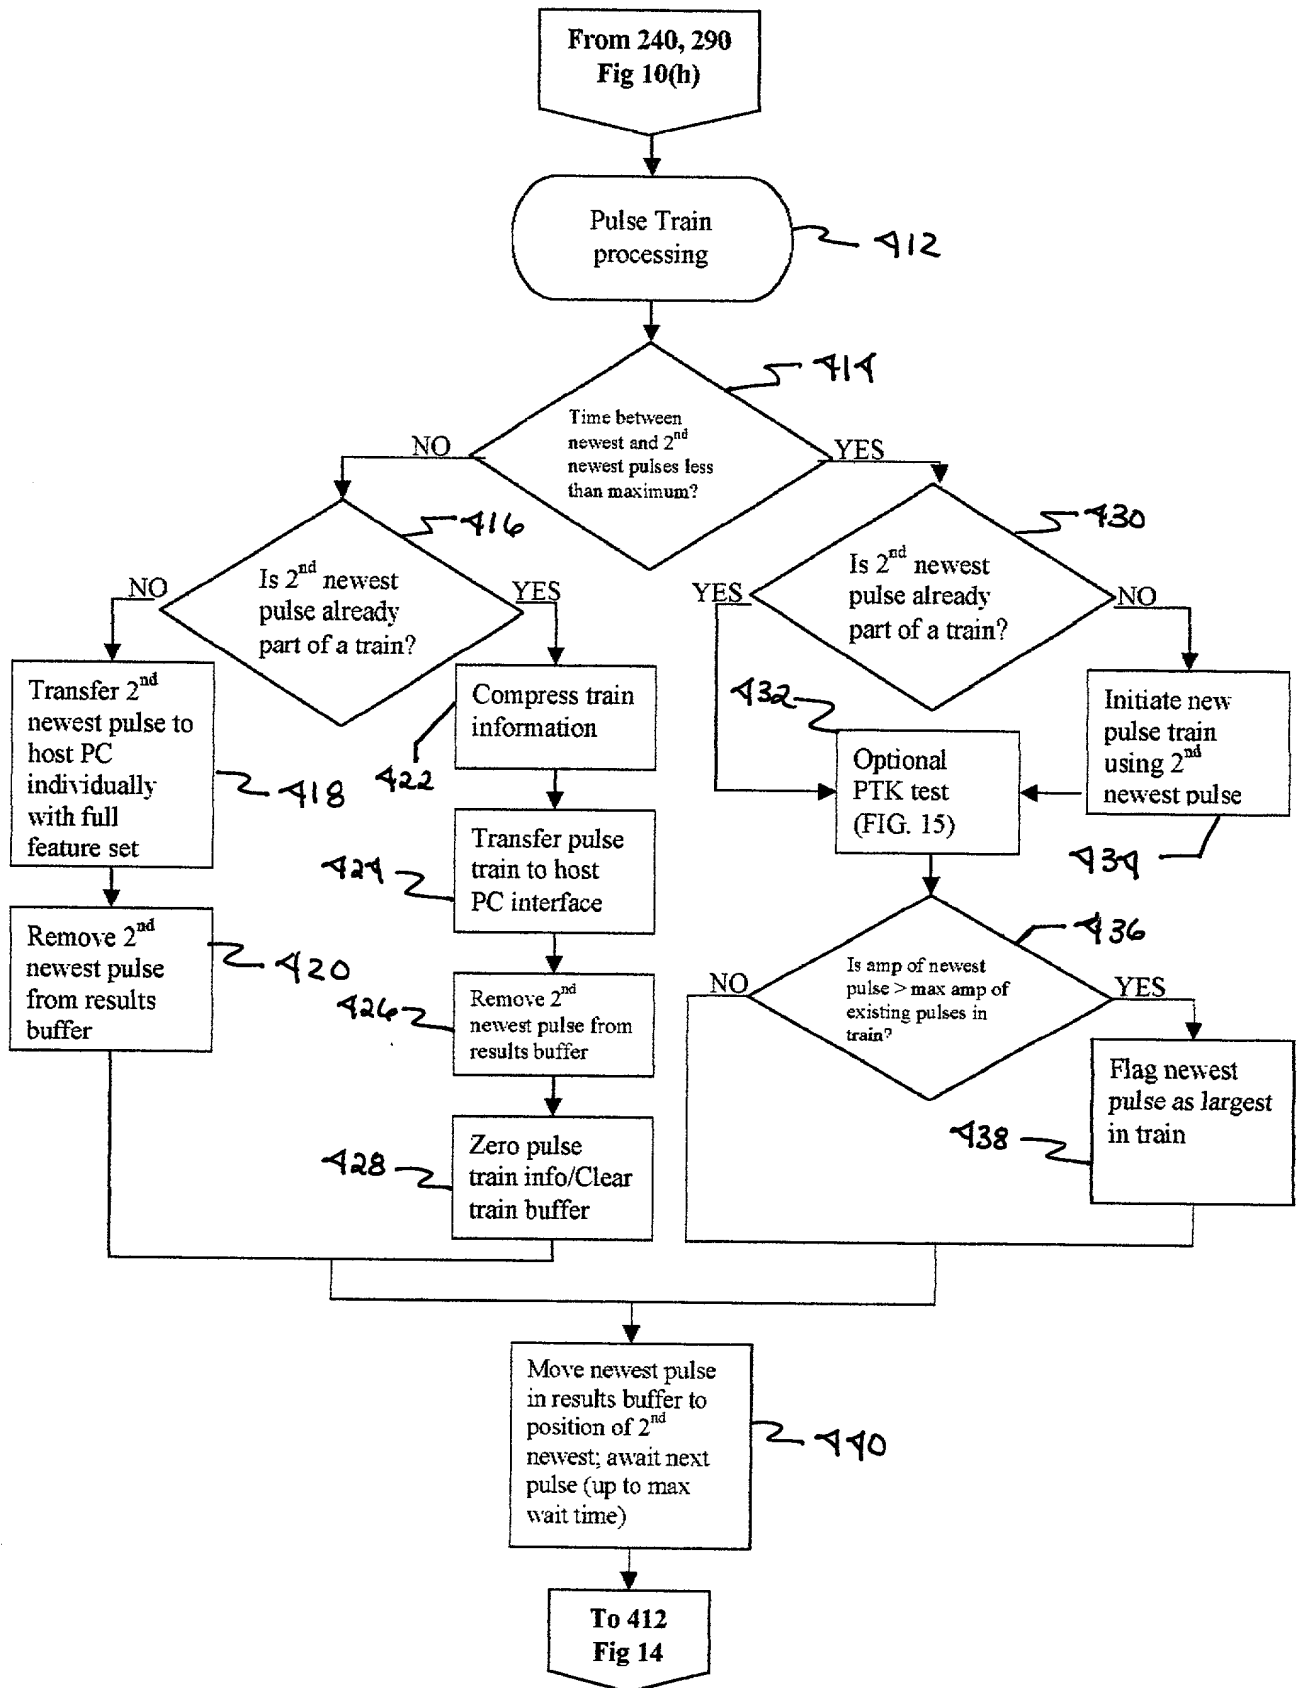 From 240, 290
Fig 10(h)
Pulse Train
processing
412
414
Time between
newest and 2nd
newest pulses less
than maximum?
NO
YES
416
430
Is 2nd newest
pulse already
part of a train?
NO
YES
Is 2nd newest
pulse already
part of a train?
YES
NO
Transfer 2nd
newest pulse to
host PC
individually
with full
feature set
418
Compress train
information
422
432
Optional
PTK test
(FIG. 15)
Initiate new
pulse train
using 2nd
newest pulse
434
Transfer pulse
train to host
PC interface
424
Remove 2nd
newest pulse
from results
buffer
420
436
Is amp of newest
pulse > max amp of
existing pulses in
train?
NO
YES
426
Remove 2nd
newest pulse from
results buffer
Flag newest
pulse as largest
in train
438
428
Zero pulse
train info/Clear
train buffer
Move newest pulse
in results buffer to
position of 2nd
newest; await next
pulse (up to max
wait time)
440
To 412
Fig 14